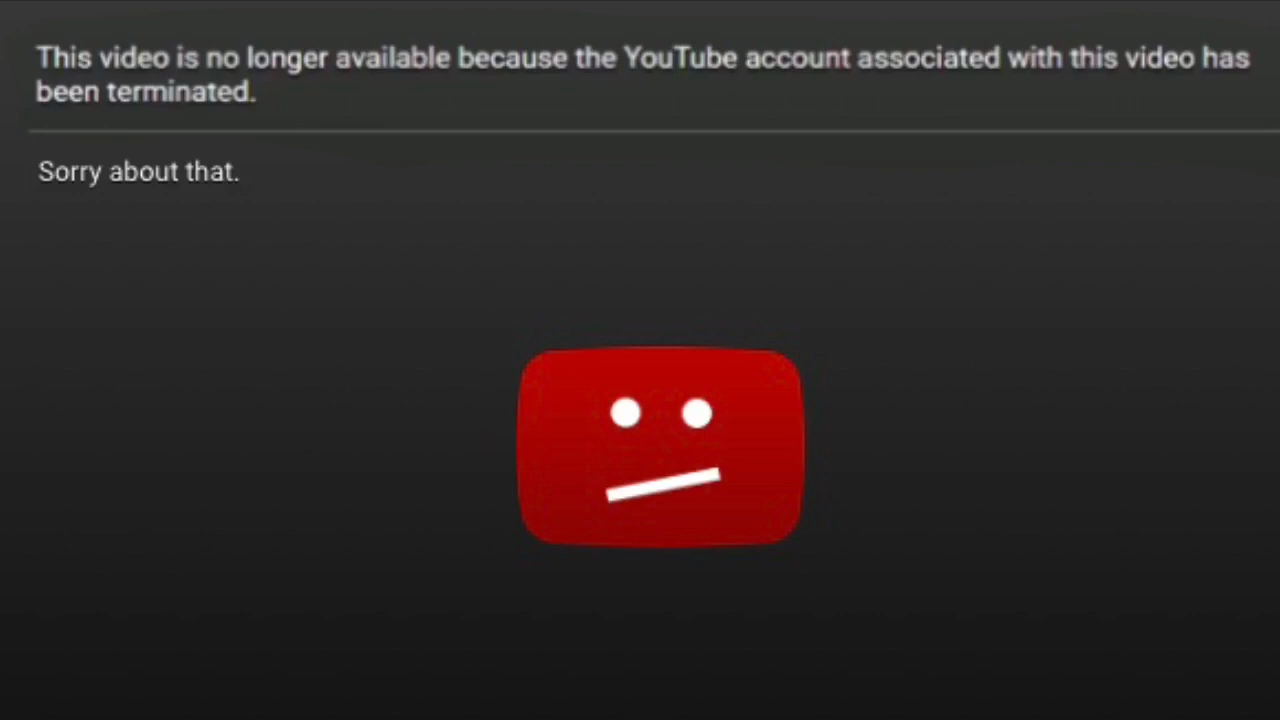 This video is no longer available because the YouTube account associated with this video has
been terminated.
Sorry about that.